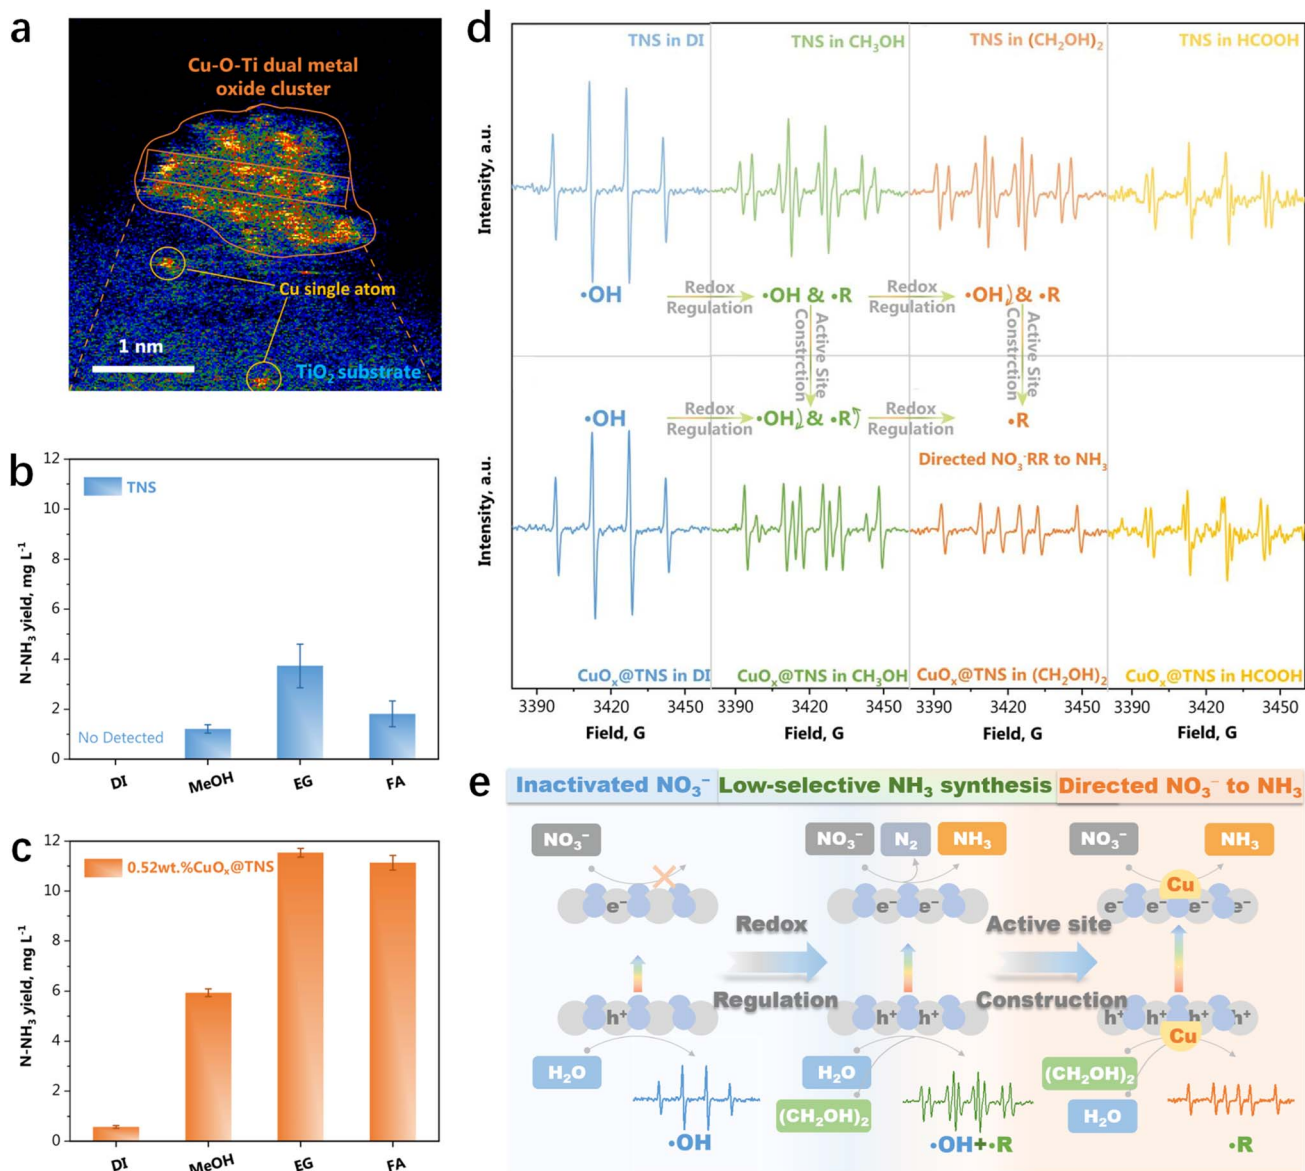 a
Cu-O-Ti dual metal
oxide cluster
Cu single atom
1 nm
TiO₂ substrate
b
N-NH₃ yield, mg L⁻¹
12
10
8
6
4
2
0
TNS
No Detected
DI
MeOH
EG
FA
c
N-NH₃ yield, mg L⁻¹
12
10
8
6
4
2
0
0.52wt.%CuOₓ@TNS
DI
MeOH
EG
FA
d
TNS in DI
TNS in CH₃OH
TNS in (CH₂OH)₂
TNS in HCOOH
Intensity, a.u.
•OH
Redox
Regulation
•OH & •R
Redox
Regulation
•OH & •R
Active Site
Constrction
Active Site
Constrction
•OH
Redox
Regulation
•OH & •R
Redox
Regulation
•R
Directed NO₃⁻RR to NH₃
Intensity, a.u.
CuOₓ@TNS in DI
CuOₓ@TNS in CH₃OH
CuOₓ@TNS in (CH₂OH)₂
CuOₓ@TNS in HCOOH
3390 3450
3390 3450
3390 3450
3390 3450
Field, G
Field, G
Field, G
Field, G
e
Inactivated NO₃⁻
Low-selective NH₃ synthesis
Directed NO₃⁻ to NH₃
NO₃⁻
e⁻
h⁺
H₂O
•OH
Redox
Regulation
NO₃⁻
N₂
NH₃
e⁻ e⁻
h⁺ h⁺
H₂O
(CH₂OH)₂
•OH+•R
Active site
Construction
NO₃⁻
NH₃
Cu
e⁻ e⁻ e⁻ e⁻
h⁺ h⁺ h⁺ h⁺
Cu
(CH₂OH)₂
H₂O
•R